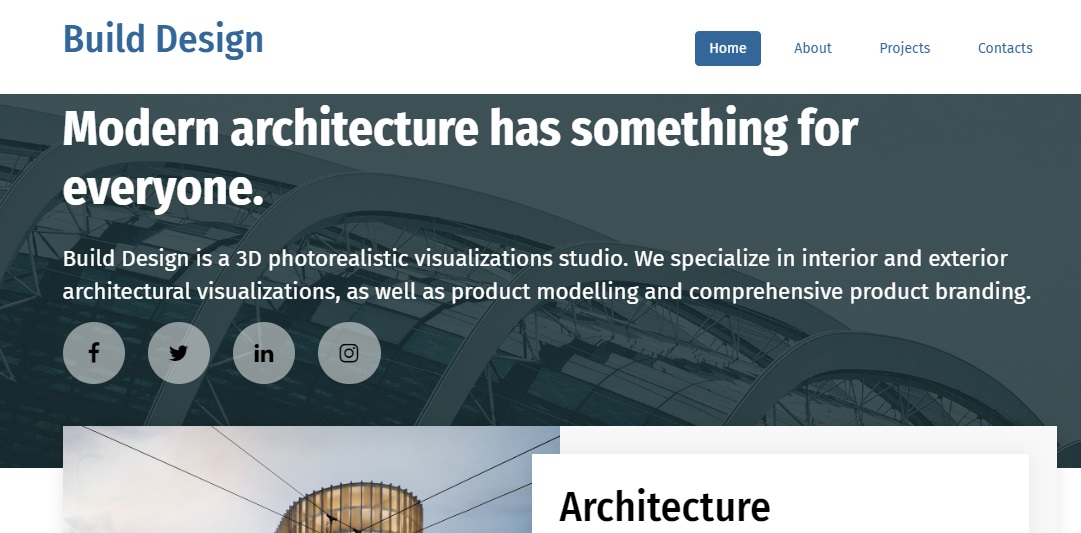 Build Design
Home About Projects Contacts
Modern architecture has something for
everyone.
Build Design is a 3D photorealistic visualizations studio. We specialize in interior and exterior
architectural visualizations, as well as product modelling and comprehensive product branding.
Architecture